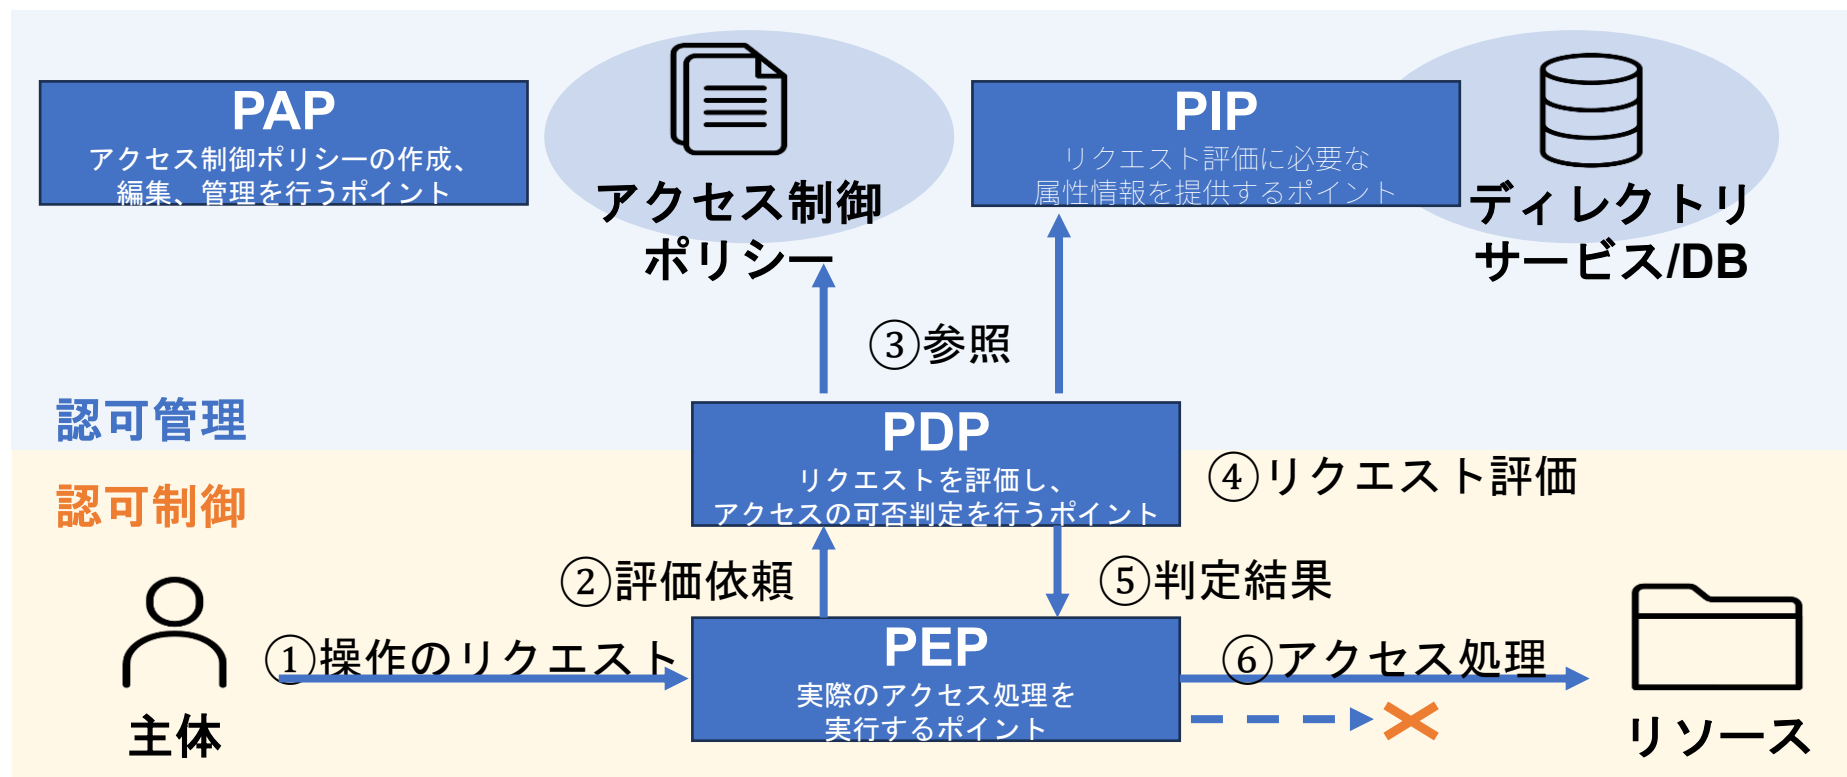 PAP
アクセス制御ポリシーの作成、
編集、管理を行うポイント
アクセス制御
ポリシー
PIP
リクエスト評価に必要な
属性情報を提供するポイント
ディレクトリ
サービス/DB
③参照
認可管理
PDP
リクエストを評価し、
アクセスの可否判定を行うポイント
④リクエスト評価
認可制御
②評価依頼
⑤判定結果
①操作のリクエスト
PEP
実際のアクセス処理を
実行するポイント
⑥アクセス処理
主体
リソース